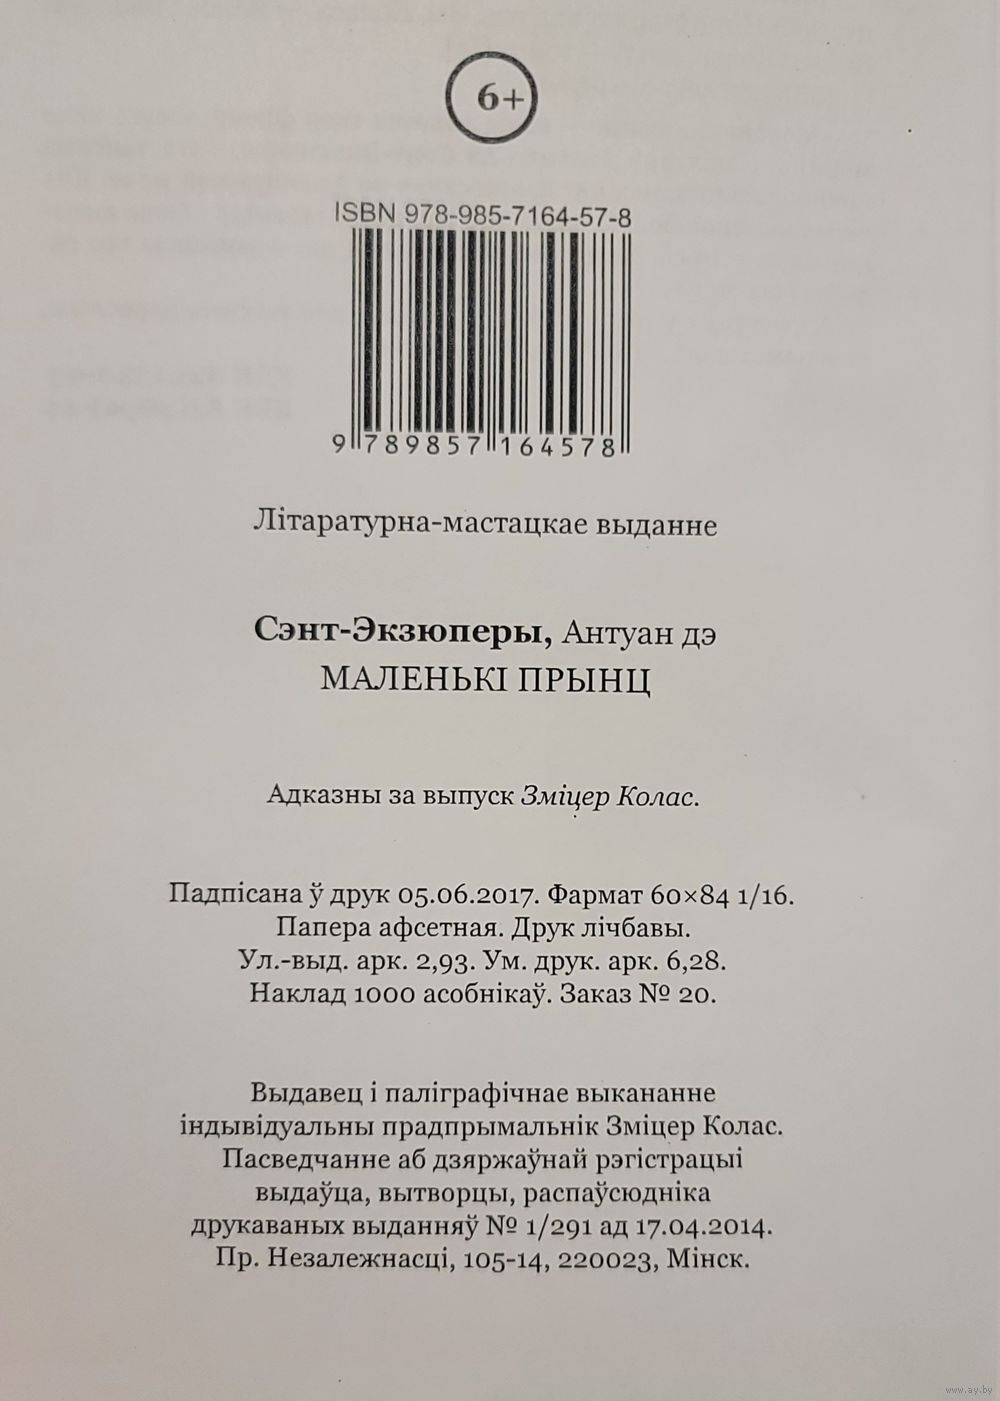 6+
ISBN 978-985-7164-57-8
9 789857 164578
Літаратурна-мастацкае выданне
Сэнт-Экзюперы, Антуан дэ
МАЛЕНЬКІ ПРЫНЦ
Адказны за выпуск Зміцер Колас.
Падпісана ў друк 05.06.2017. Фармат 60×84 1/16.
Папера афсетная. Друк лічбавы.
Ул.-выд. арк. 2,93. Ум. друк. арк. 6,28.
Наклад 1000 асобнікаў. Заказ № 20.
Выдавец і паліграфічнае выкананне
індывідуальны прадпрымальнік Зміцер Колас.
Пасведчанне аб дзяржаўнай рэгістрацыі
выдаўца, вытворцы, распаўсюдніка
друкаваных выданняў № 1/291 ад 17.04.2014.
Пр. Незалежнасці, 105-14, 220023, Мінск.
www.ay.by